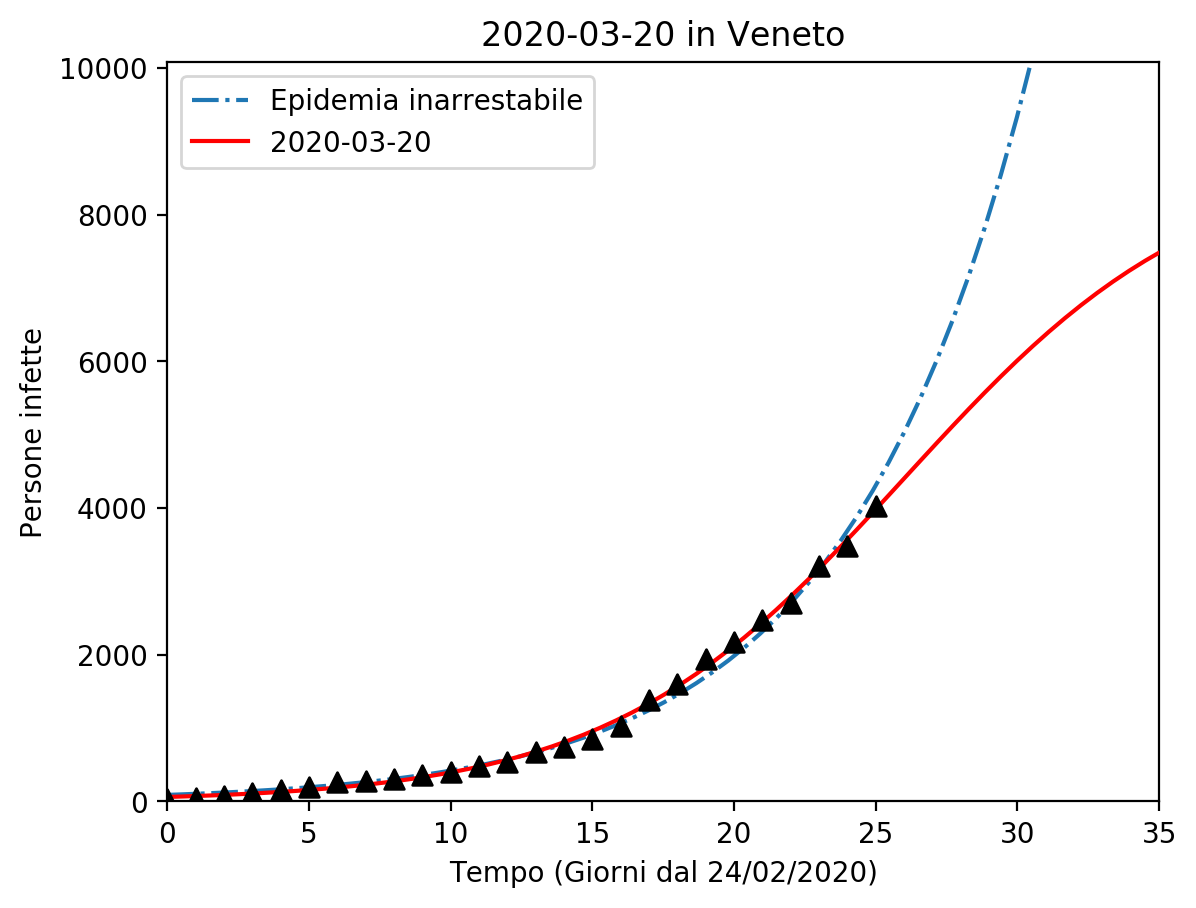 2020-03-20 in Veneto
Epidemia inarrestabile
2020-03-20
Persone infette
10000
8000
6000
4000
2000
0
0 5 10 15 20 25 30 35
Tempo (Giorni dal 24/02/2020)